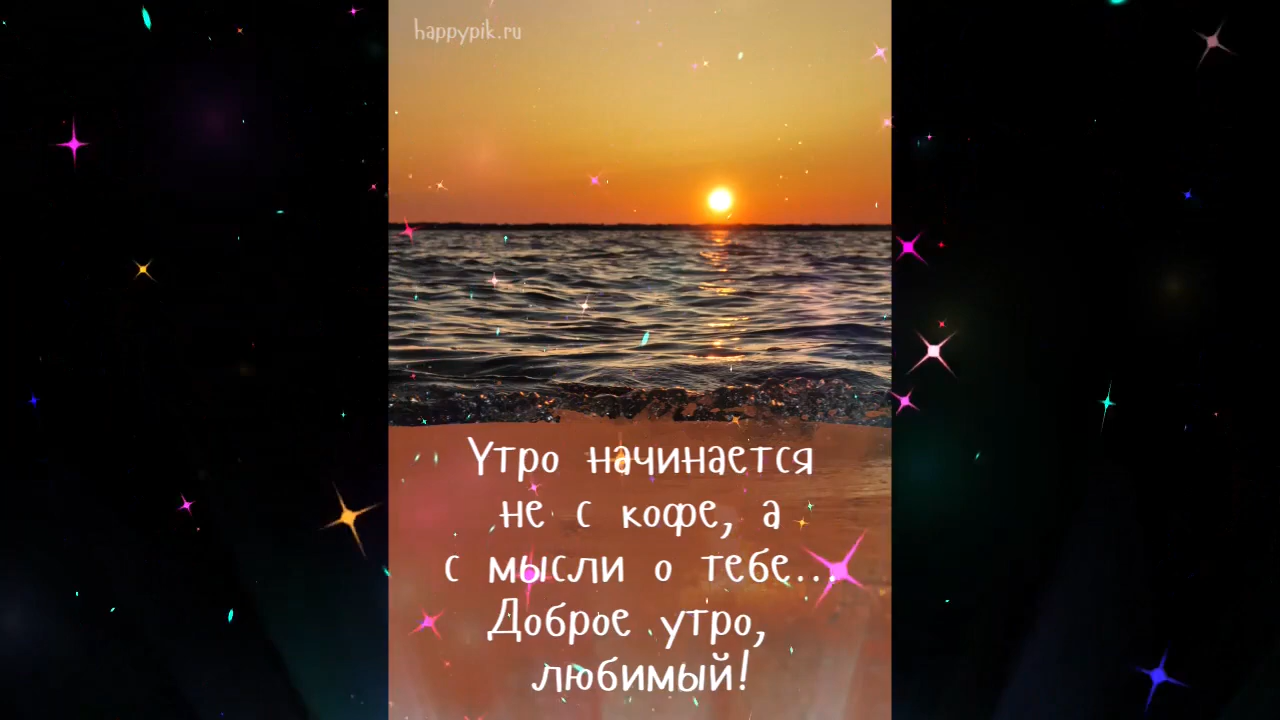 happypik.ru
Утро начинается
не с кофе, а
с мысли о тебе...
Доброе утро,
любимый!